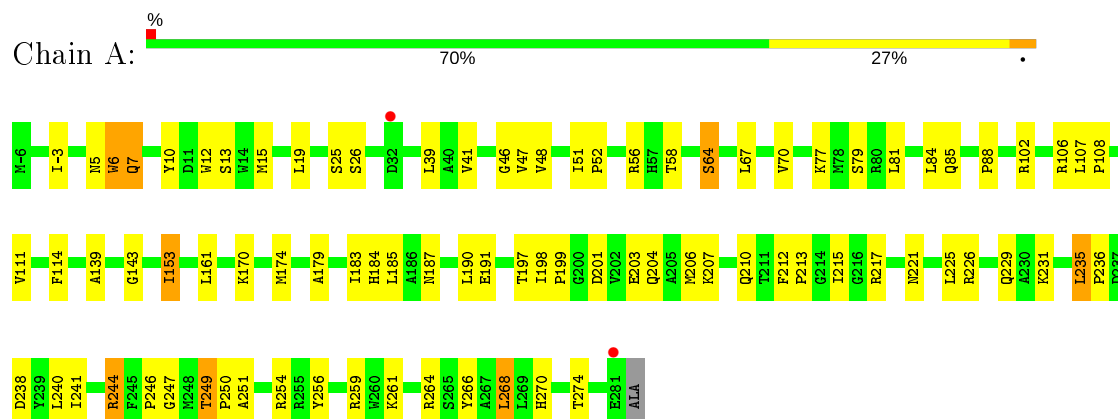 %
Chain A:
70% 27% .
M-6 I-3 N5 W6 Q7 Y10 D11 W12 S13 W14 M15 L19 S25 S26 D32 L39 A40 V41 G46 V47 V48 I51 P52 R56 H57 T58 S64 L67 V70 K77 M78 S79 R80 L81 L84 Q85 P88 R102 R106 L107 P108
V111 F114 A139 G143 I153 L161 K170 M174 A179 I183 H184 L185 A186 N187 L190 E191 T197 I198 P199 G200 D201 V202 E203 Q204 A205 M206 K207 Q210 T211 F212 P213 G214 I215 G216 R217 N221 L225 R226 Q229 A230 K231 L235 P236
D238 Y239 L240 I241 R244 F245 P246 G247 M248 T249 P250 A251 R254 R255 Y256 R259 W260 K261 R264 S265 Y266 A267 L268 L269 H270 T274 E281 ALA